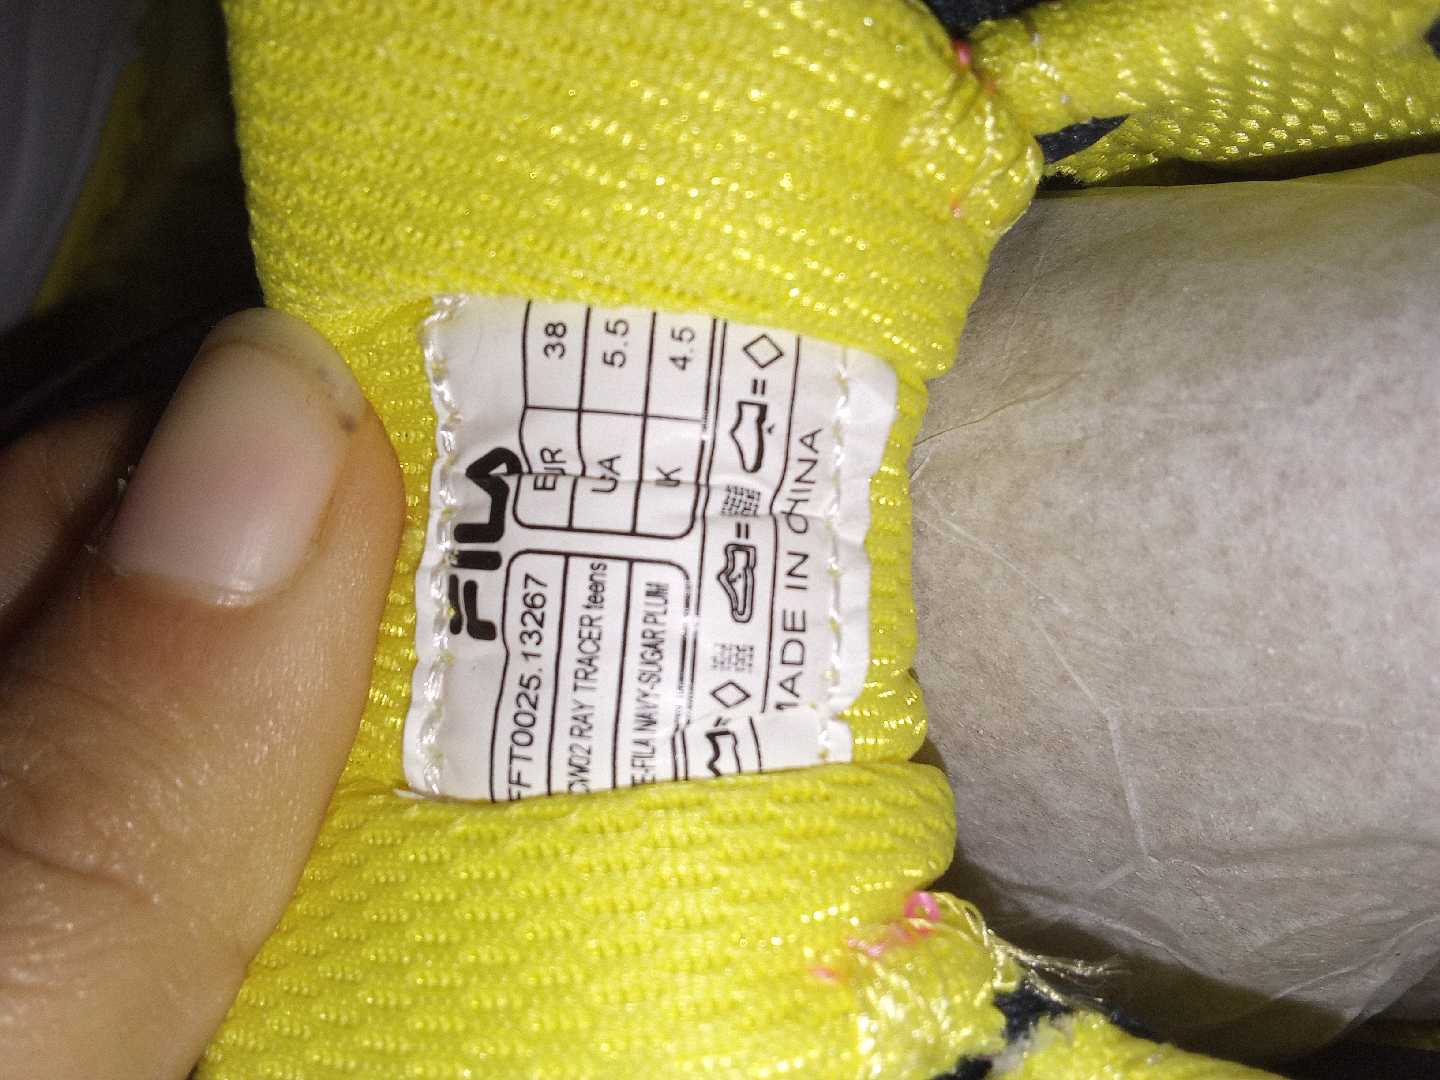 FILA
EUR 38
USA 5.5
UK 4.5
FFT0025.13267
CW02 RAY TRACER teens
E-FILA NAVY-SUGAR PLUM
= ◇
MADE IN CHINA